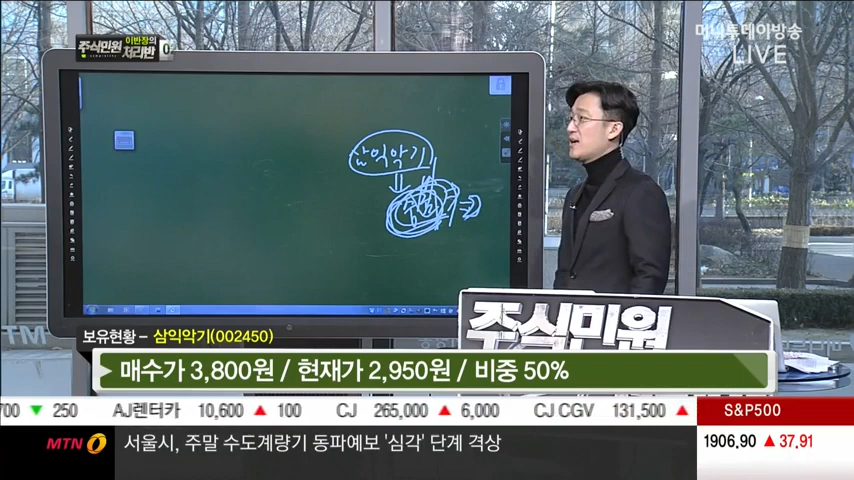 이반장의
주식민원 처리반
머니투데이방송
LIVE
삼익악기
주식민원
보유현황 - 삼익악기(002450)
매수가 3,800원 / 현재가 2,950원 / 비중 50%
700 ▼ 250 AJ렌터카 10,600 ▲ 100 CJ 265,000 ▲ 6,000 CJ CGV 131,500 ▲
S&P500
MTN 서울시, 주말 수도계량기 동파예보 '심각' 단계 격상
1906.90 ▲ 37.91